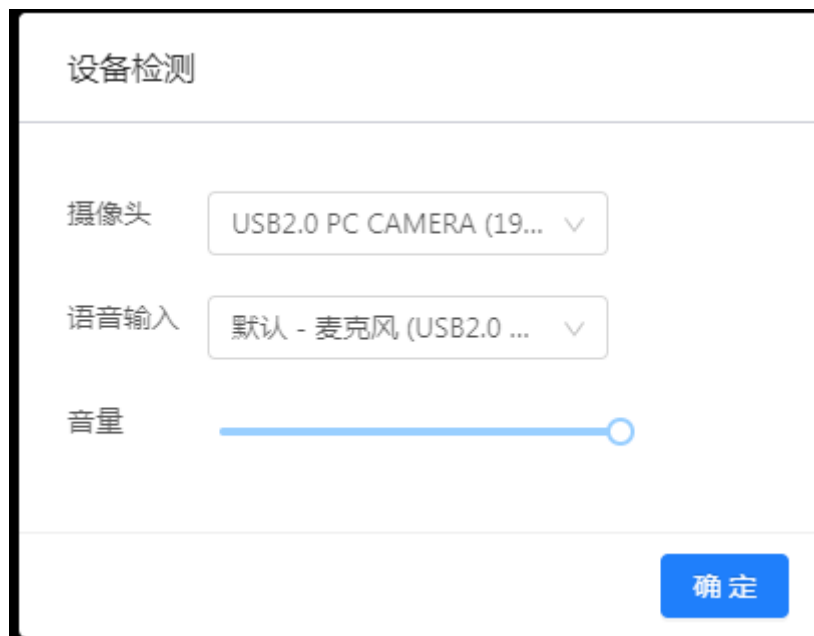 设备检测
摄像头
USB2.0 PC CAMERA (19...
语音输入
默认 - 麦克风 (USB2.0 ...
音量
确 定